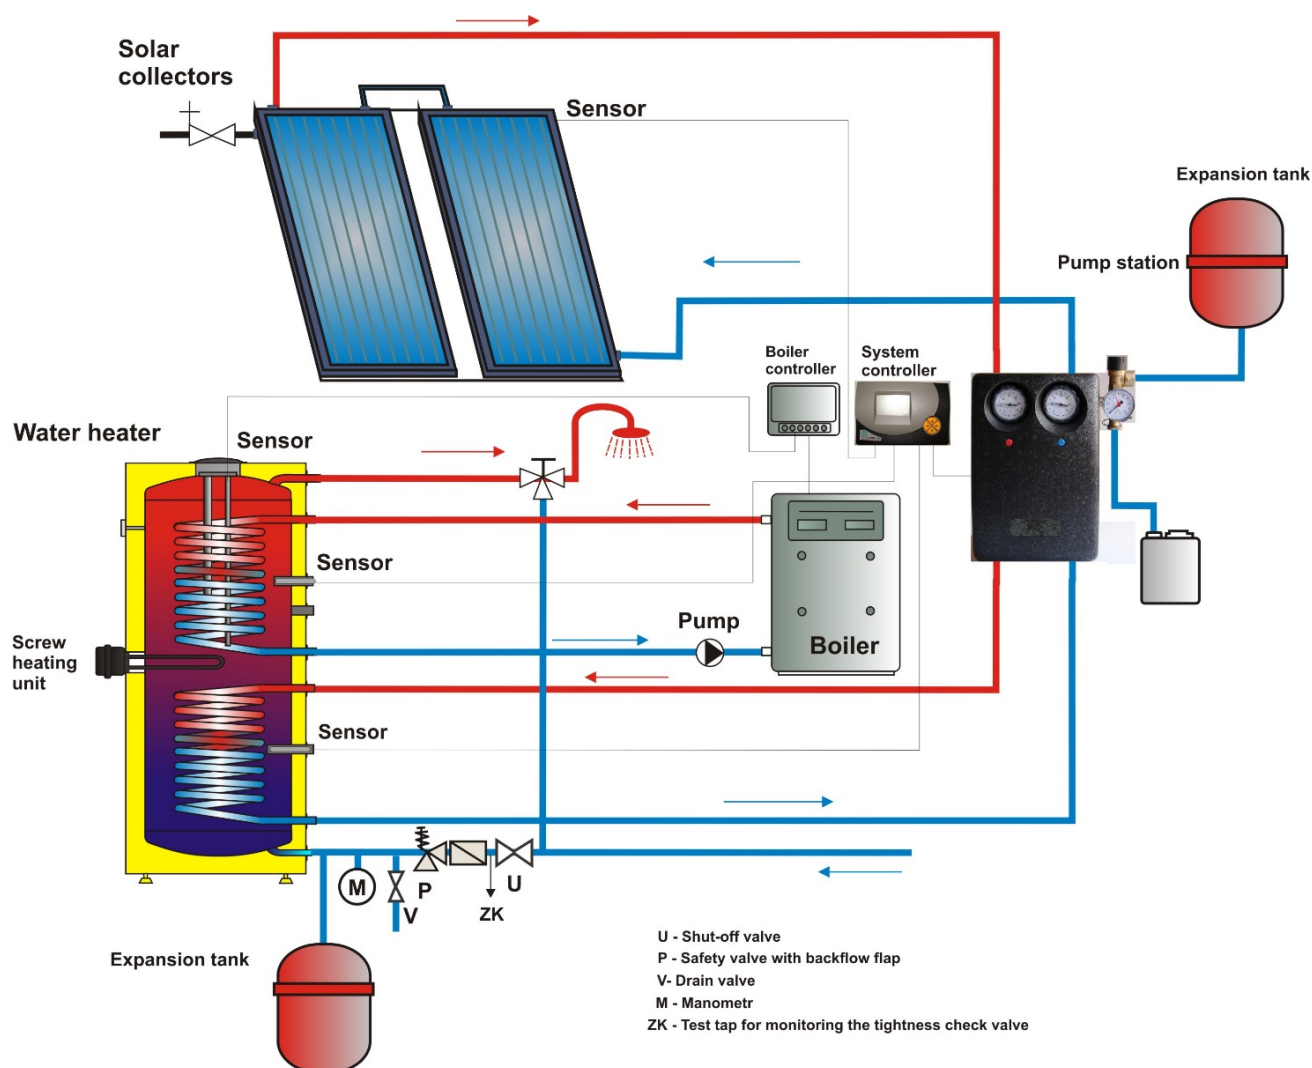 Solar
collectors
Sensor
Expansion tank
Pump station
Boiler
controller
System
controller
Water heater
Sensor
Sensor
Screw
heating
unit
Pump
Boiler
Sensor
M
P
V
U
ZK
Expansion tank
U - Shut-off valve
P - Safety valve with backflow flap
V- Drain valve
M - Manometr
ZK - Test tap for monitoring the tightness check valve